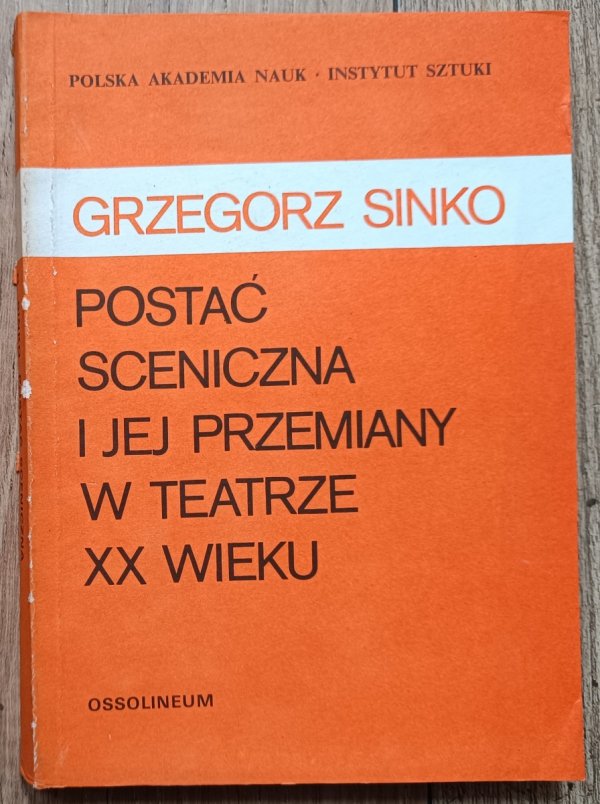 POLSKA AKADEMIA NAUK · INSTYTUT SZTUKI
GRZEGORZ SINKO
POSTAĆ
SCENICZNA
I JEJ PRZEMIANY
W TEATRZE
XX WIEKU
OSSOLINEUM